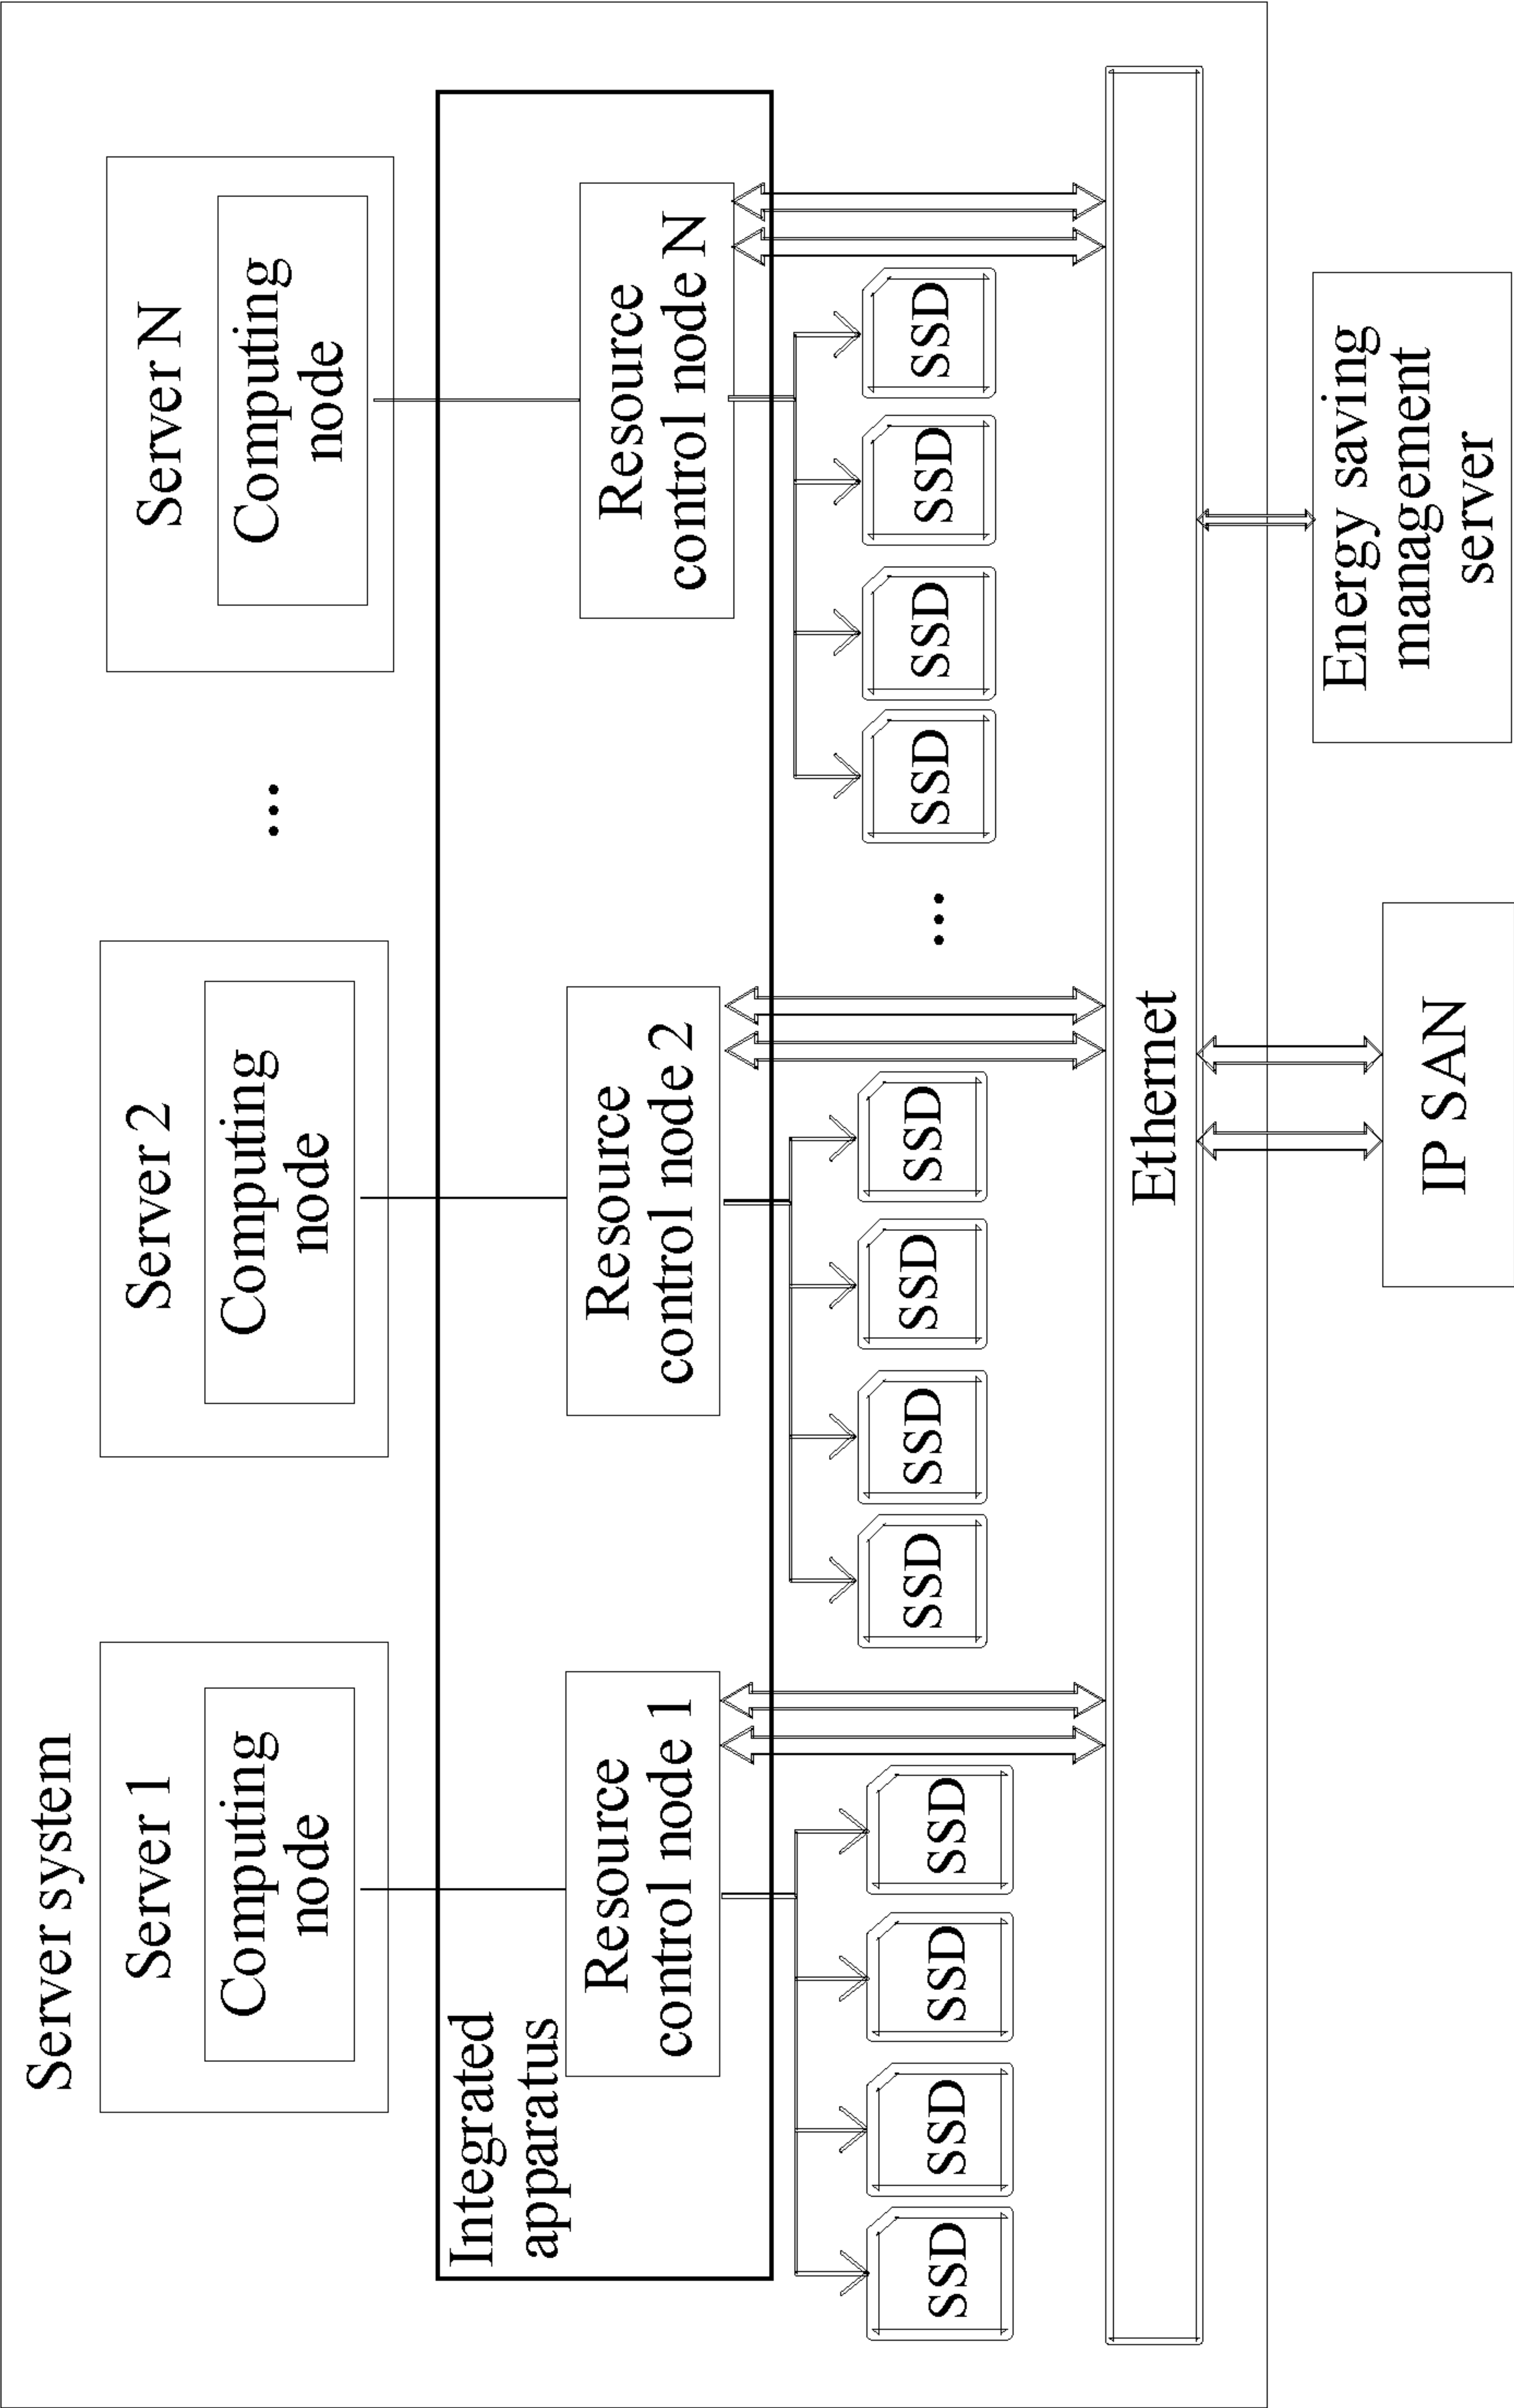 Server system
Server 1
Server 2
...
Server N
Computing
node
Computing
node
Computing
node
Integrated
apparatus
Resource
control node 1
Resource
control node 2
Resource
control node N
SSD
SSD
SSD
SSD
SSD
SSD
SSD
SSD
...
SSD
SSD
SSD
SSD
Ethernet
IP SAN
Energy saving
management
server